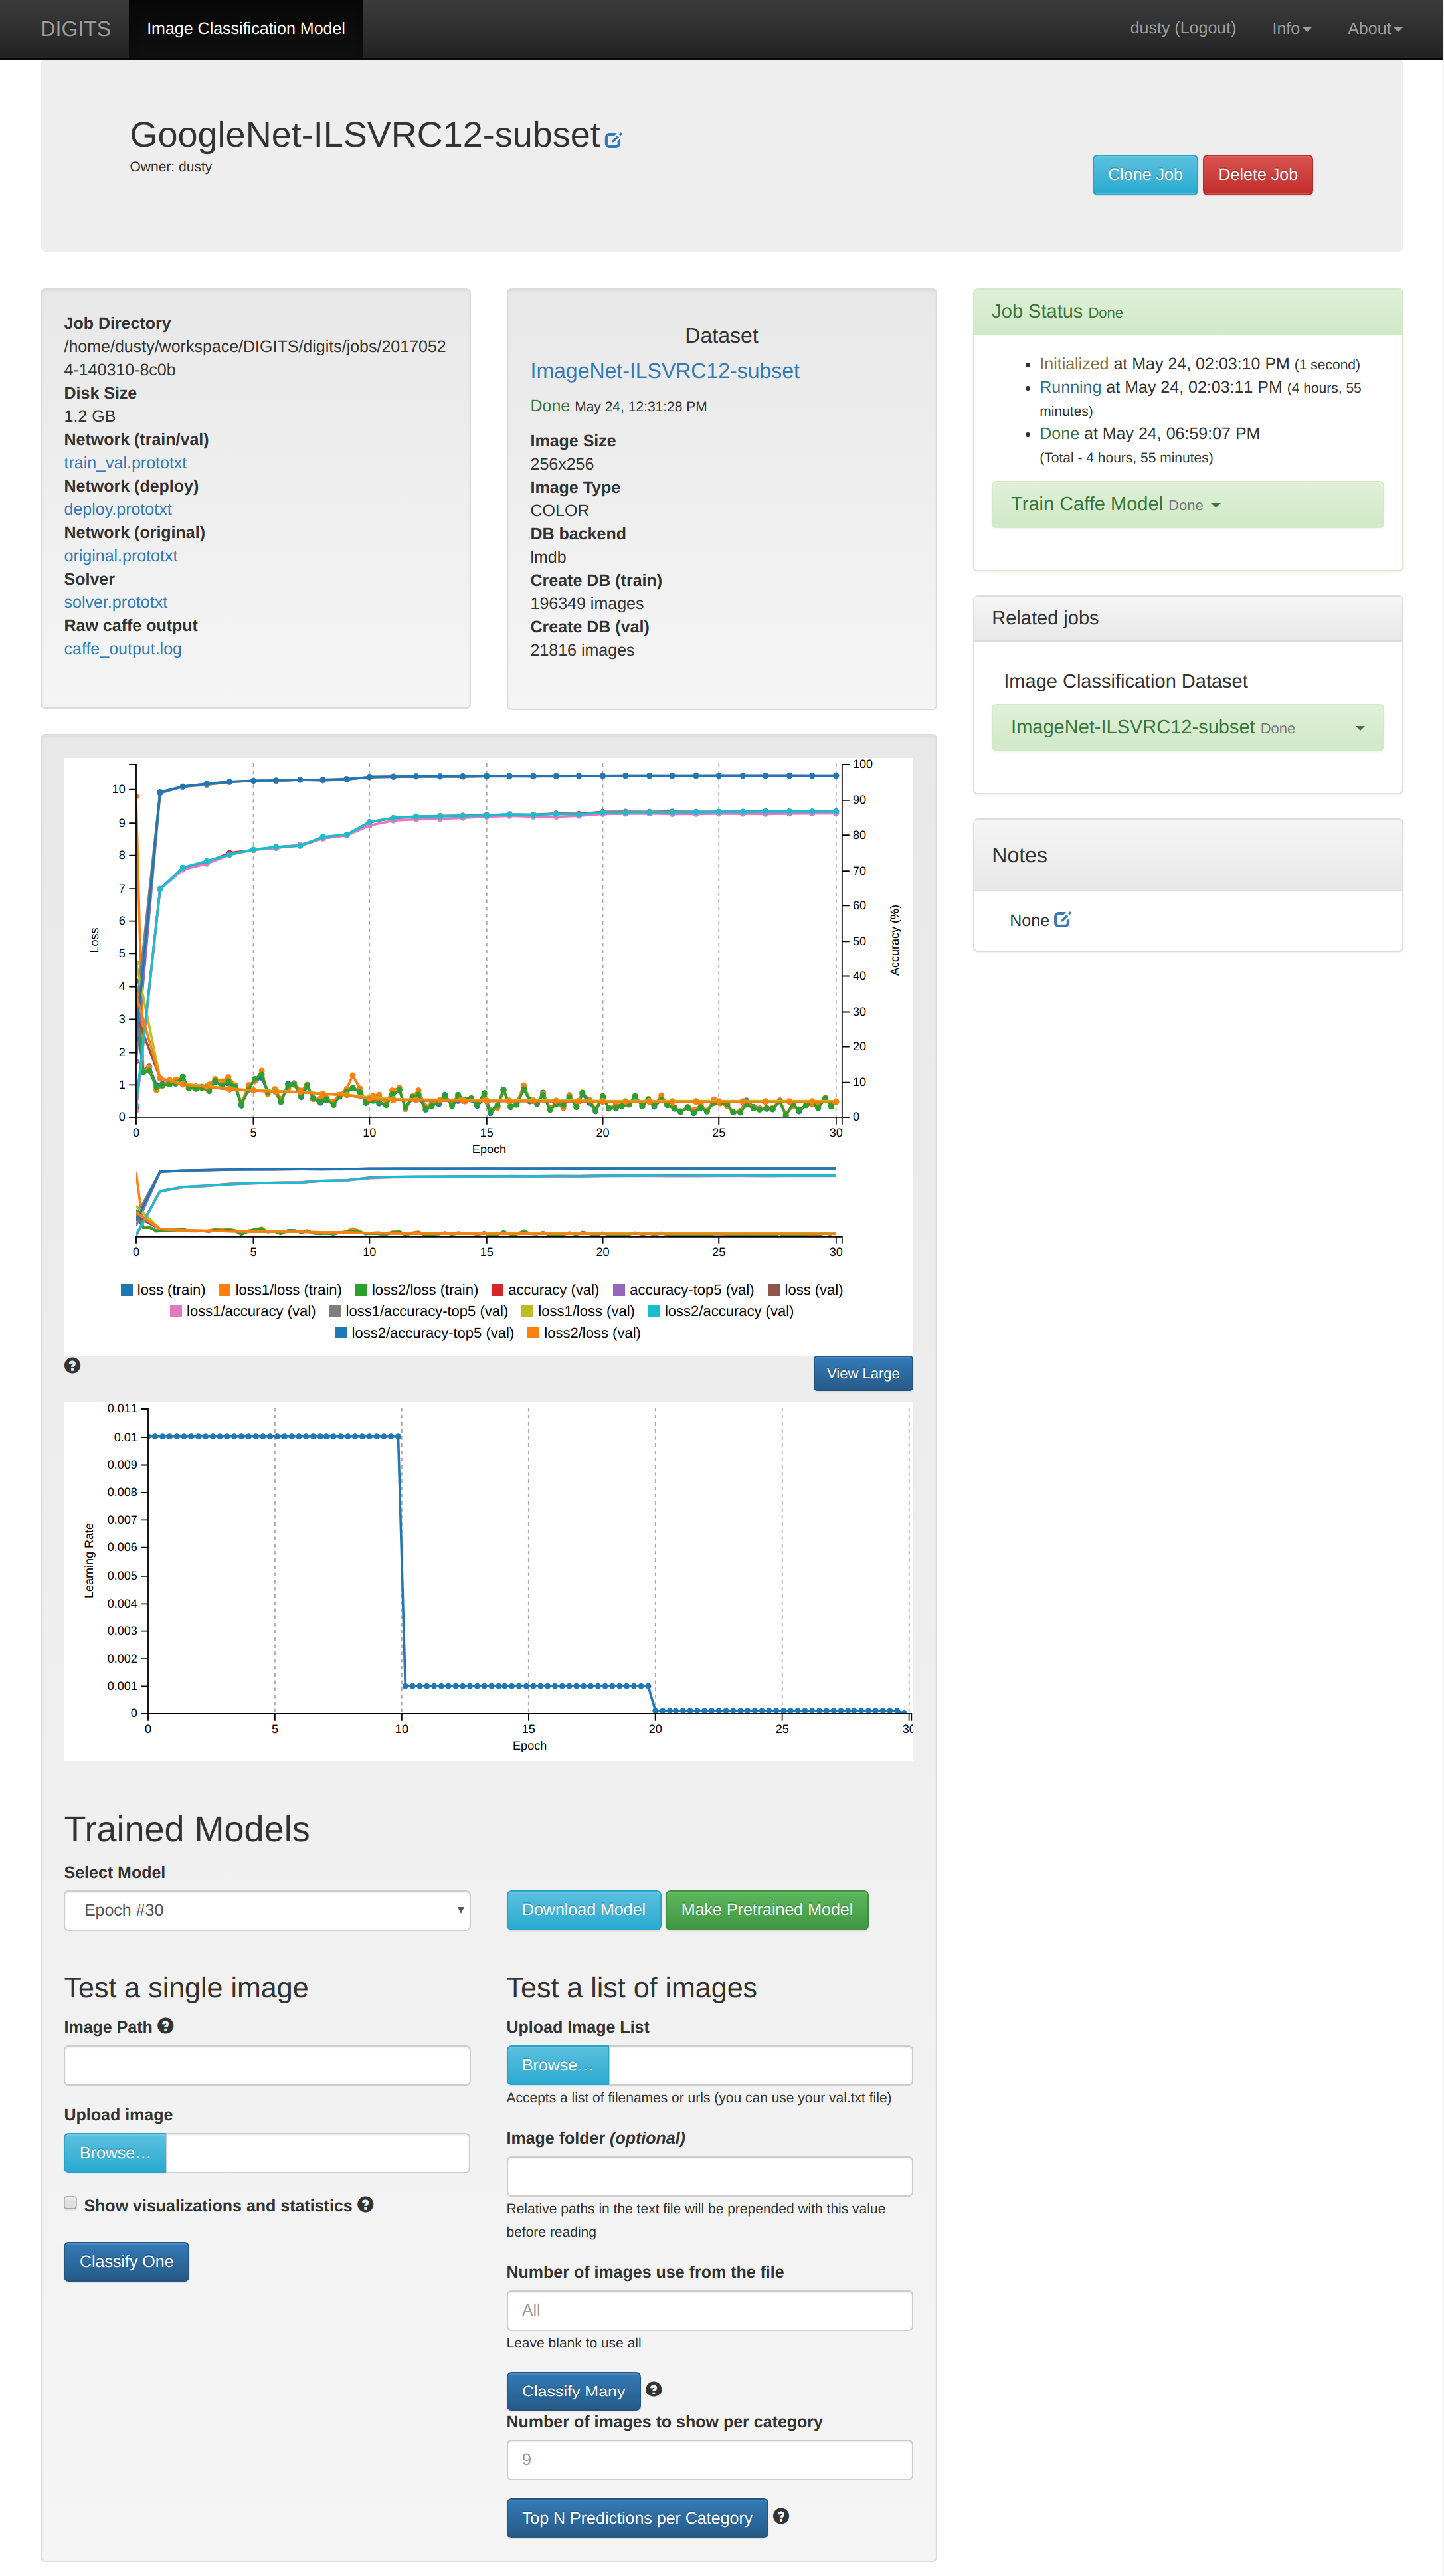 DIGITS Image Classification Model dusty (Logout) Info About
GoogleNet-ILSVRC12-subset
Owner: dusty
Clone Job Delete Job
Job Directory
/home/dusty/workspace/DIGITS/digits/jobs/2017052
4-140310-8c0b
Disk Size
1.2 GB
Network (train/val)
train_val.prototxt
Network (deploy)
deploy.prototxt
Network (original)
original.prototxt
Solver
solver.prototxt
Raw caffe output
caffe_output.log
Dataset
ImageNet-ILSVRC12-subset
Done May 24, 12:31:28 PM
Image Size
256x256
Image Type
COLOR
DB backend
lmdb
Create DB (train)
196349 images
Create DB (val)
21816 images
Job Status Done
Initialized at May 24, 02:03:10 PM (1 second)
Running at May 24, 02:03:11 PM (4 hours, 55
minutes)
Done at May 24, 06:59:07 PM
(Total - 4 hours, 55 minutes)
Train Caffe Model Done
Related jobs
Image Classification Dataset
ImageNet-ILSVRC12-subset Done
Notes
None
10
9
8
7
6
5
4
3
2
1
0
Loss
100
90
80
70
60
50
40
30
20
10
0
Accuracy (%)
0 5 10 15 20 25 30
Epoch
0 5 10 15 20 25 30
loss (train) loss1/loss (train) loss2/loss (train) accuracy (val) accuracy-top5 (val) loss (val)
loss1/accuracy (val) loss1/accuracy-top5 (val) loss1/loss (val) loss2/accuracy (val)
loss2/accuracy-top5 (val) loss2/loss (val)
View Large
0.011
0.01
0.009
0.008
0.007
0.006
0.005
0.004
0.003
0.002
0.001
0
Learning Rate
0 5 10 15 20 25 30
Epoch
Trained Models
Select Model
Epoch #30
Download Model Make Pretrained Model
Test a single image
Image Path
Upload image
Browse…
Show visualizations and statistics
Classify One
Test a list of images
Upload Image List
Browse…
Accepts a list of filenames or urls (you can use your val.txt file)
Image folder (optional)
Relative paths in the text file will be prepended with this value
before reading
Number of images use from the file
All
Leave blank to use all
Classify Many
Number of images to show per category
9
Top N Predictions per Category